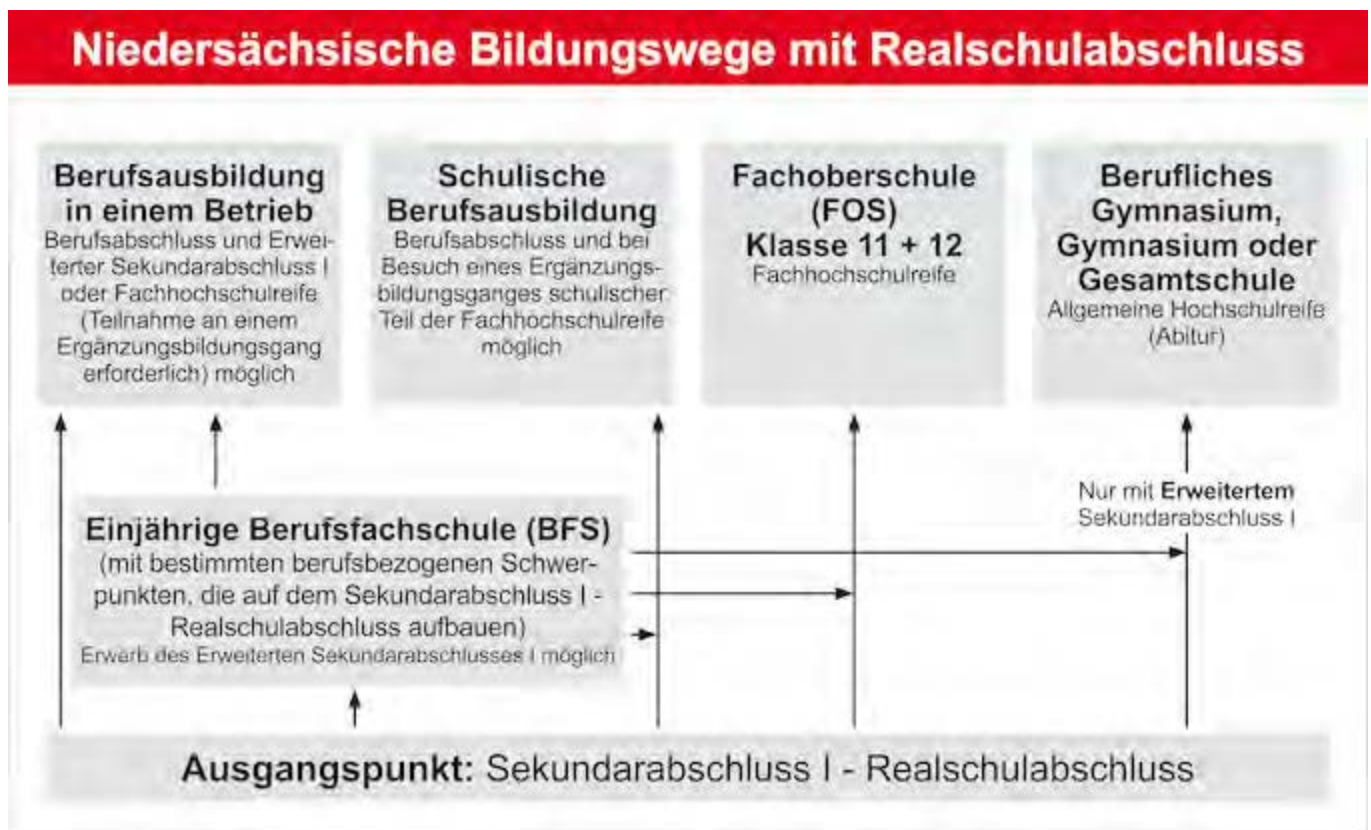 Niedersächsische Bildungswege mit Realschulabschluss
Berufsausbildung
in einem Betrieb
Berufsabschluss und Erwei-
terter Sekundarabschluss I
oder Fachhochschulreife
(Teilnahme an einem
Ergänzungsbildungsgang
erforderlich) möglich
Schulische
Berufsausbildung
Berufsabschluss und bei
Besuch eines Ergänzungs-
bildungsganges schulischer
Teil der Fachhochschulreife
möglich
Fachoberschule
(FOS)
Klasse 11 + 12
Fachhochschulreife
Berufliches
Gymnasium,
Gymnasium oder
Gesamtschule
Allgemeine Hochschulreife
(Abitur)
Nur mit Erweitertem
Sekundarabschluss I
Einjährige Berufsfachschule (BFS)
(mit bestimmten berufsbezogenen Schwer-
punkten, die auf dem Sekundarabschluss I -
Realschulabschluss aufbauen)
Erwerb des Erweiterten Sekundarabschlusses I möglich
Ausgangspunkt: Sekundarabschluss I - Realschulabschluss